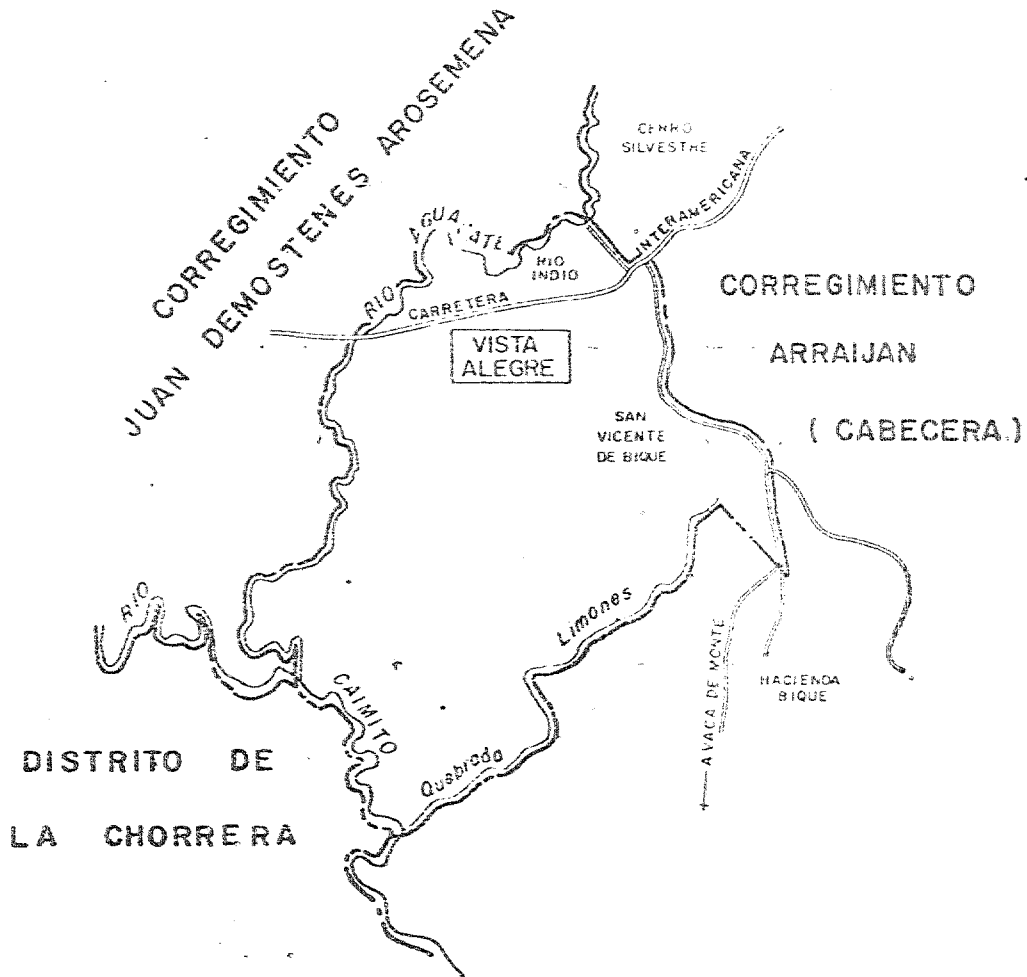 CORREGIMIENTO
JUAN DEMOSTENES AROSEMENA
CERRO
SILVESTRE
INTERAMERICANA
RIO AGUACATE
RIO
INDIO
CARRETERA
CORREGIMIENTO
ARRAIJAN
( CABECERA )
VISTA
ALEGRE
SAN
VICENTE
DE BIQUE
RIO
CAIMITO
Quebrada Limones
A VACA DE MONTE
HACIENDA
BIQUE
DISTRITO DE
LA CHORRERA